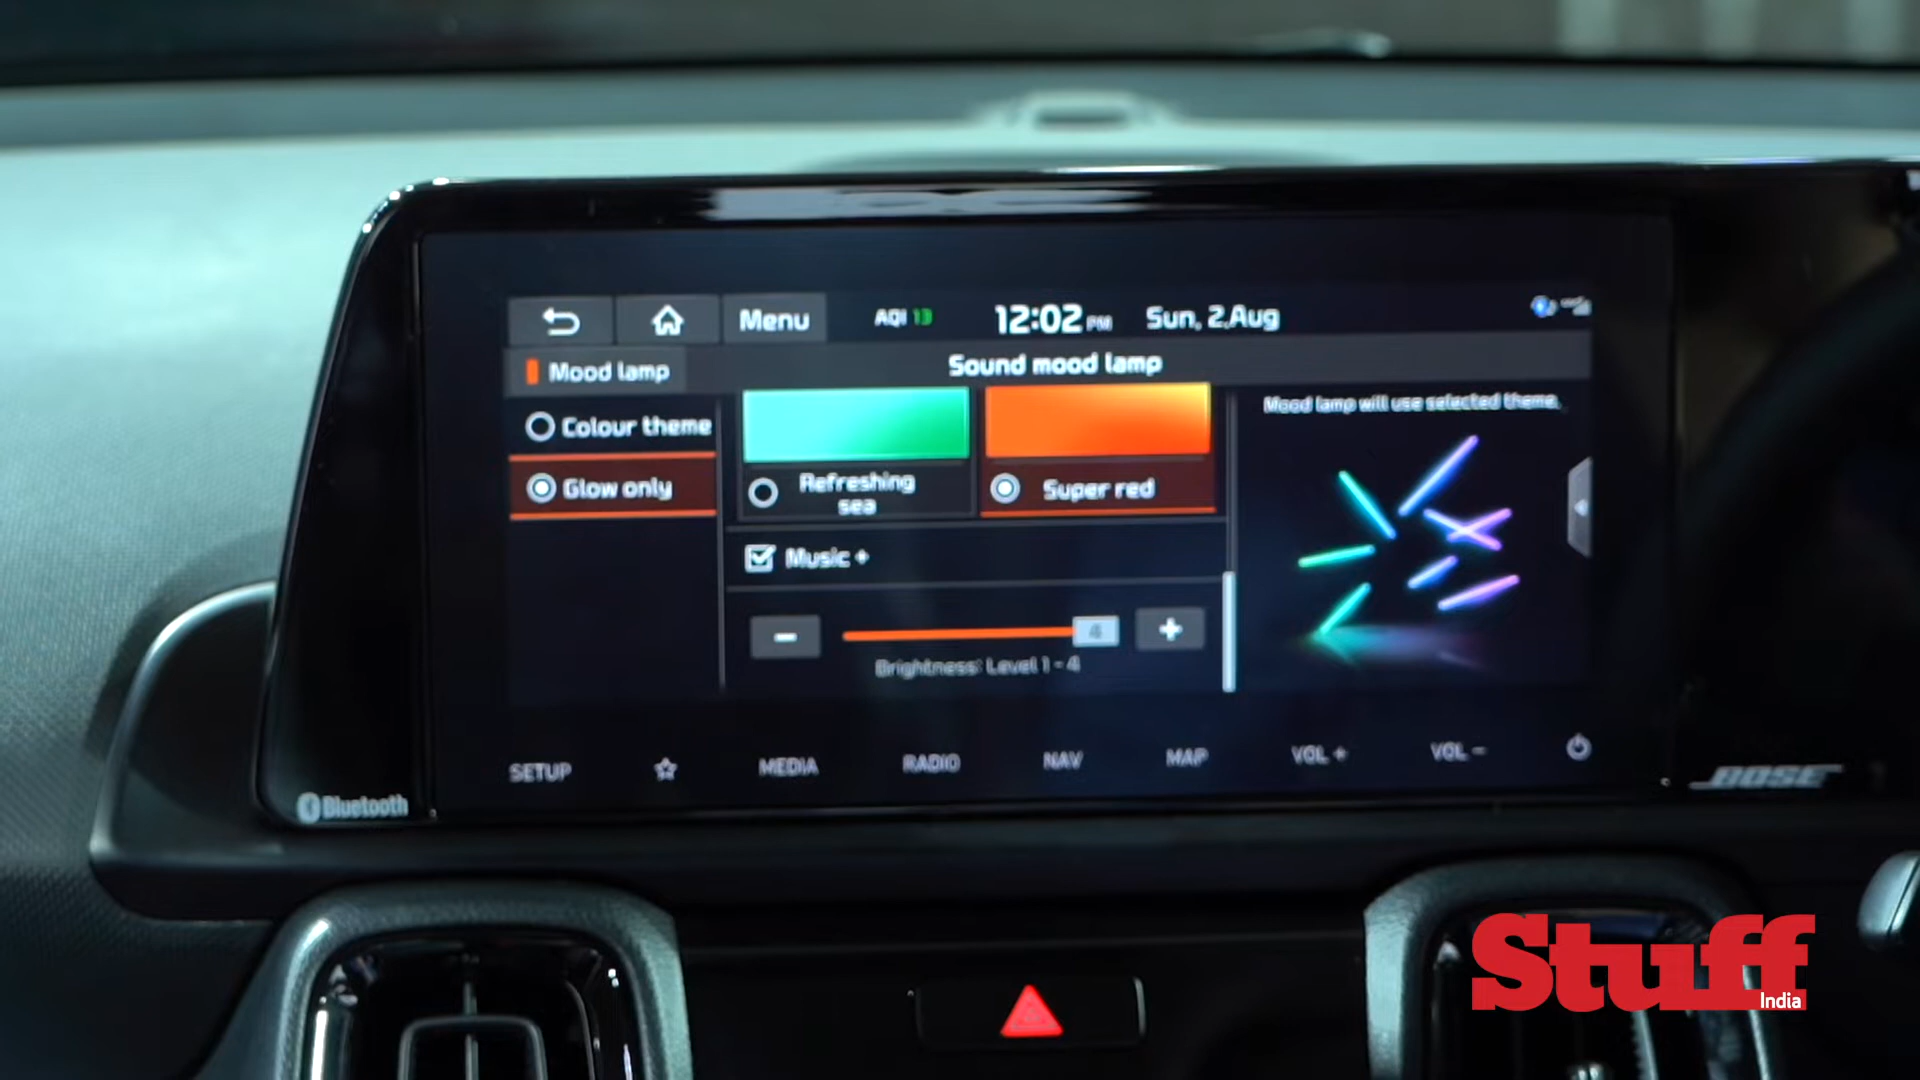 Menu
AQI 13
12:02 PM
Sun, 2.Aug
Mood lamp
Sound mood lamp
Colour theme
Glow only
Refreshing
sea
Super red
Music +
4
Brightness: Level 1 - 4
Mood lamp will use selected theme.
SETUP
MEDIA
RADIO
NAV
MAP
VOL +
VOL −
Bluetooth
BOSE
Stuff
India